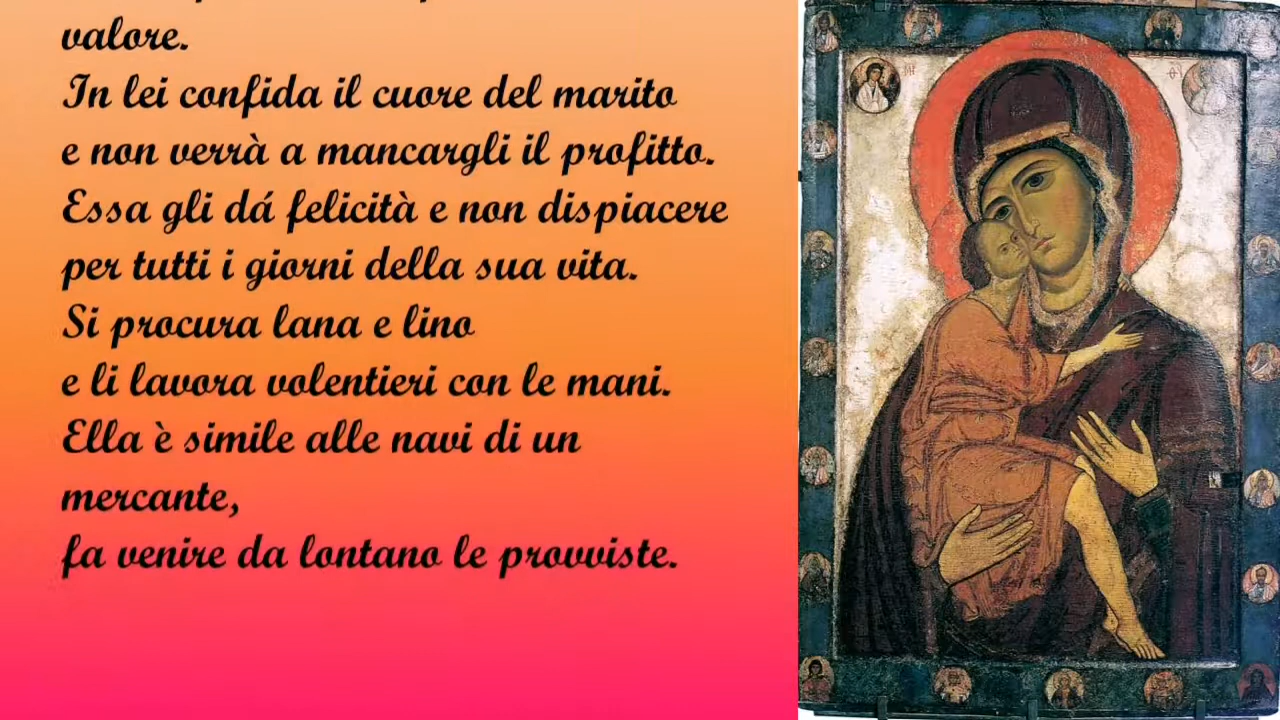 valore.
In lei confida il cuore del marito
e non verrà a mancargli il profitto.
Essa gli dá felicità e non dispiacere
per tutti i giorni della sua vita.
Si procura lana e lino
e li lavora volentieri con le mani.
Ella è simile alle navi di un
mercante,
fa venire da lontano le provviste.